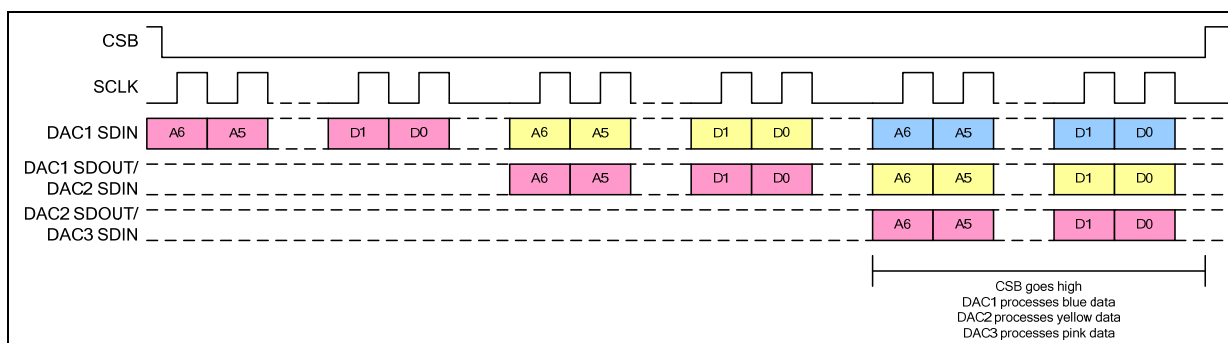 CSB
SCLK
DAC1 SDIN A6 A5 D1 D0 A6 A5 D1 D0 A6 A5 D1 D0
DAC1 SDOUT/
DAC2 SDIN A6 A5 D1 D0 A6 A5 D1 D0
DAC2 SDOUT/
DAC3 SDIN A6 A5 D1 D0
CSB goes high
DAC1 processes blue data
DAC2 processes yellow data
DAC3 processes pink data